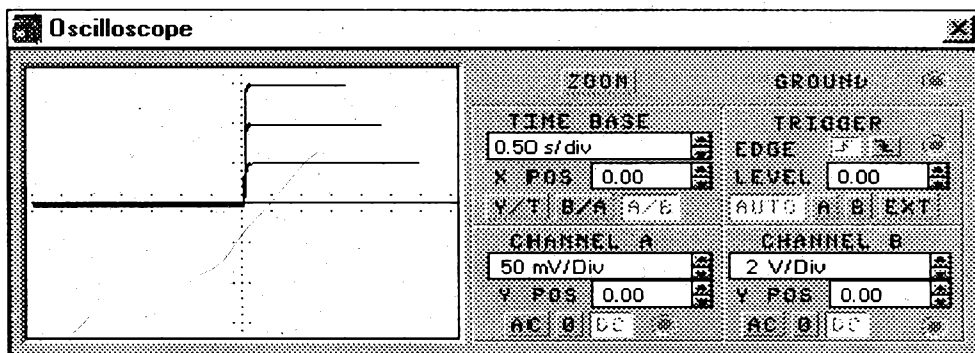 Oscilloscope
ZOOM
GROUND
TIME BASE
0.50 s/div
X POS 0.00
Y/T B/A A/B
TRIGGER
EDGE
LEVEL 0.00
AUTO A B EXT
CHANNEL A
50 mV/Div
Y POS 0.00
AC 0 DC
CHANNEL B
2 V/Div
Y POS 0.00
AC 0 DC